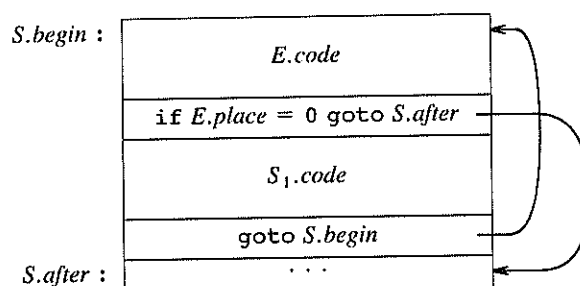 S.begin :
E.code
if E.place = 0 goto S.after
S₁.code
goto S.begin
S.after : . . .